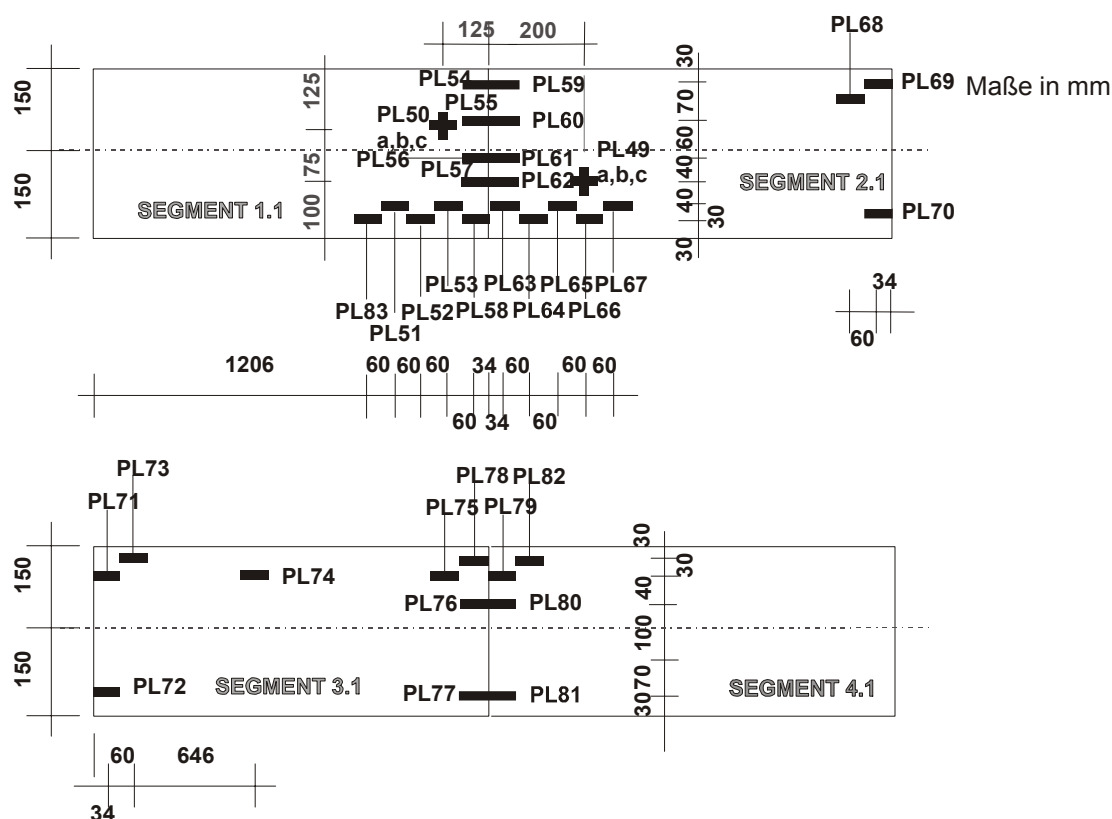 125 200
PL68
30
PL54 PL59
PL69 Maße in mm
150 125 70
PL50 PL55
PL60
a,b,c
60
PL56 PL57 PL61 PL49
75 PL62 a,b,c 40
SEGMENT 2.1
150 SEGMENT 1.1 100 40 30
PL70
30
PL53 PL63 PL65 PL67
34
PL83 PL52 PL58 PL64 PL66
PL51
60
1206 60 60 60 34 60 60 60
60 34 60
PL73 PL78 PL82
PL71 PL75 PL79
30
150 30
PL74
40
PL76 PL80
100
150
PL72 SEGMENT 3.1 PL77 PL81 70 SEGMENT 4.1
30
60 646
34